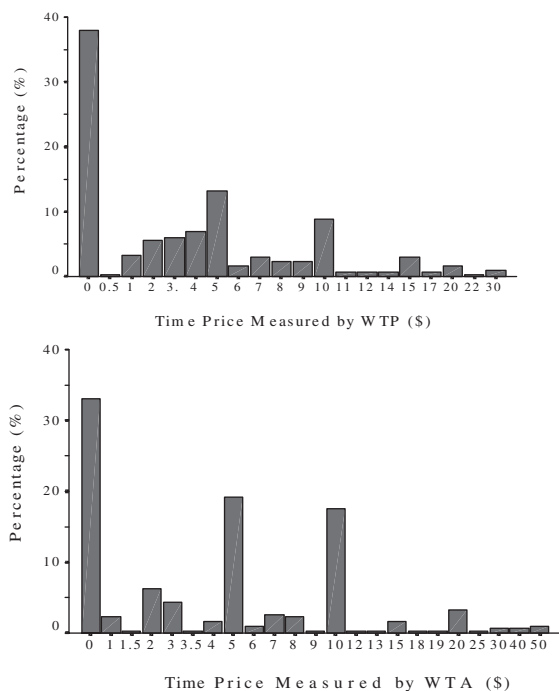 40
30
20
10
0
Percentage (%)
0 0.5 1 2 3. 4 5 6 7 8 9 10 11 12 14 15 17 20 22 30
Time Price Measured by WTP ($)
40
30
20
10
0
Percentage (%)
0 1 1.5 2 3 3.5 4 5 6 7 8 9 10 12 13 15 18 19 20 25 30 40 50
Time Price Measured by WTA ($)